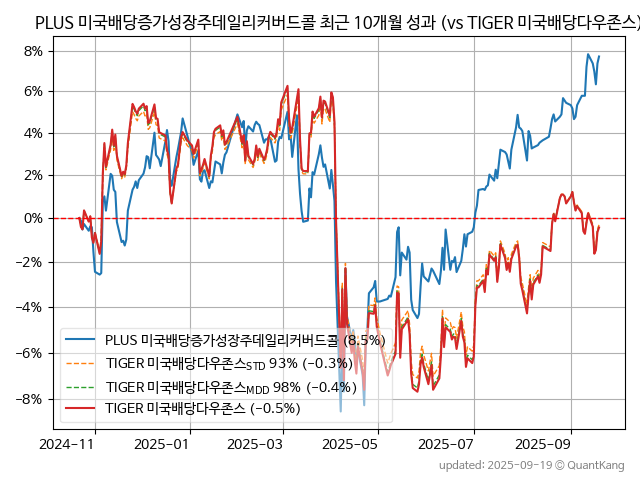 PLUS 미국배당증가성장주데일리커버드콜 최근 10개월 성과 (vs TIGER 미국배당다우존스)
8%
6%
4%
2%
0%
−2%
−4%
−6%
−8%
PLUS 미국배당증가성장주데일리커버드콜 (8.5%)
TIGER 미국배당다우존스STD 93% (−0.3%)
TIGER 미국배당다우존스MDD 98% (−0.4%)
TIGER 미국배당다우존스 (−0.5%)
2024-11 2025-01 2025-03 2025-05 2025-07 2025-09
updated: 2025-09-19 © QuantKang